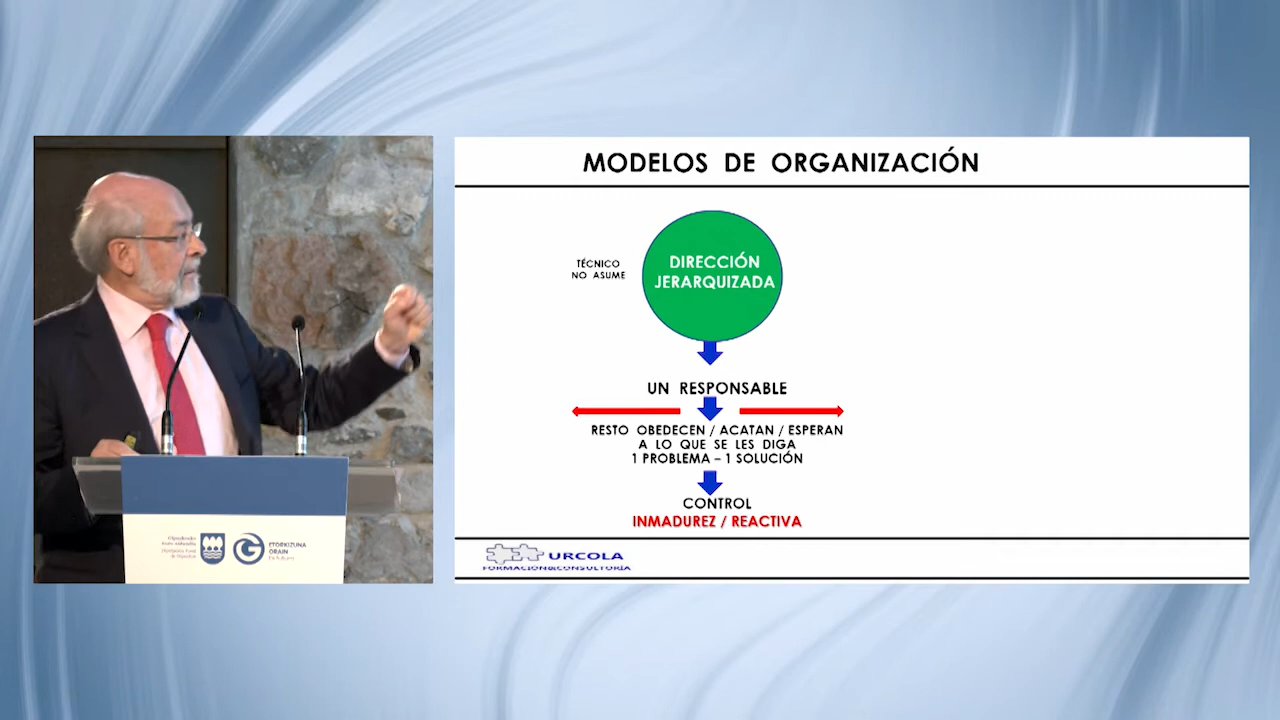 MODELOS DE ORGANIZACIÓN
TÉCNICO
NO ASUME
DIRECCIÓN
JERARQUIZADA
UN RESPONSABLE
RESTO OBEDECEN / ACATAN / ESPERAN
A LO QUE SE LES DIGA
1 PROBLEMA – 1 SOLUCIÓN
CONTROL
INMADUREZ / REACTIVA
URCOLA
FORMACIÓN&CONSULTORÍA
ETORKIZUNA
ORAIN